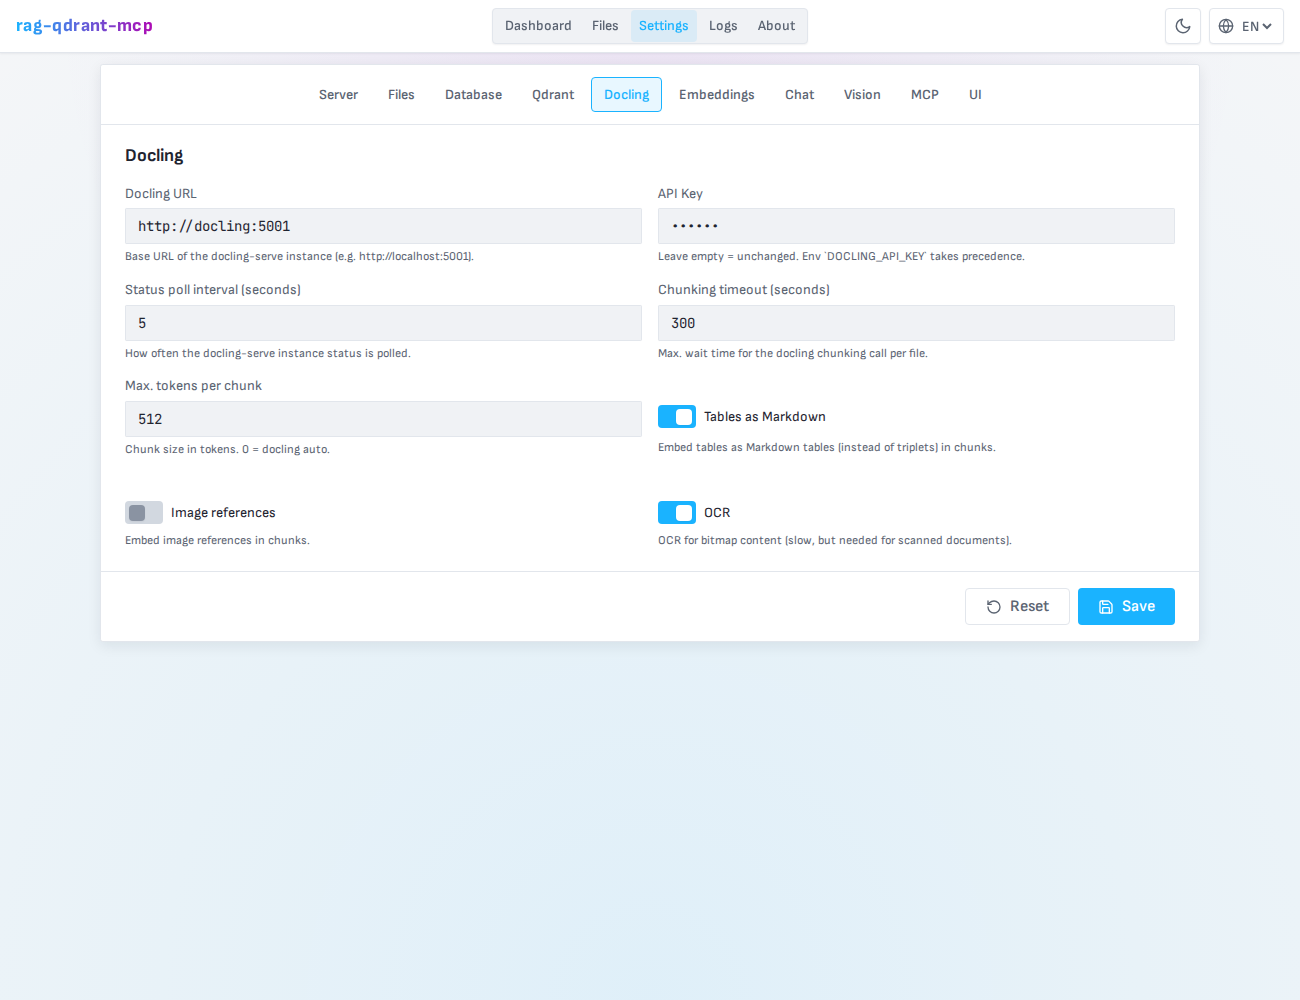 rag-qdrant-mcp
Dashboard Files Settings Logs About
EN
Server Files Database Qdrant Docling Embeddings Chat Vision MCP UI
Docling
Docling URL
http://docling:5001
Base URL of the docling-serve instance (e.g. http://localhost:5001).
API Key
••••••
Leave empty = unchanged. Env `DOCLING_API_KEY` takes precedence.
Status poll interval (seconds)
5
How often the docling-serve instance status is polled.
Chunking timeout (seconds)
300
Max. wait time for the docling chunking call per file.
Max. tokens per chunk
512
Chunk size in tokens. 0 = docling auto.
Tables as Markdown
Embed tables as Markdown tables (instead of triplets) in chunks.
Image references
Embed image references in chunks.
OCR
OCR for bitmap content (slow, but needed for scanned documents).
Reset
Save